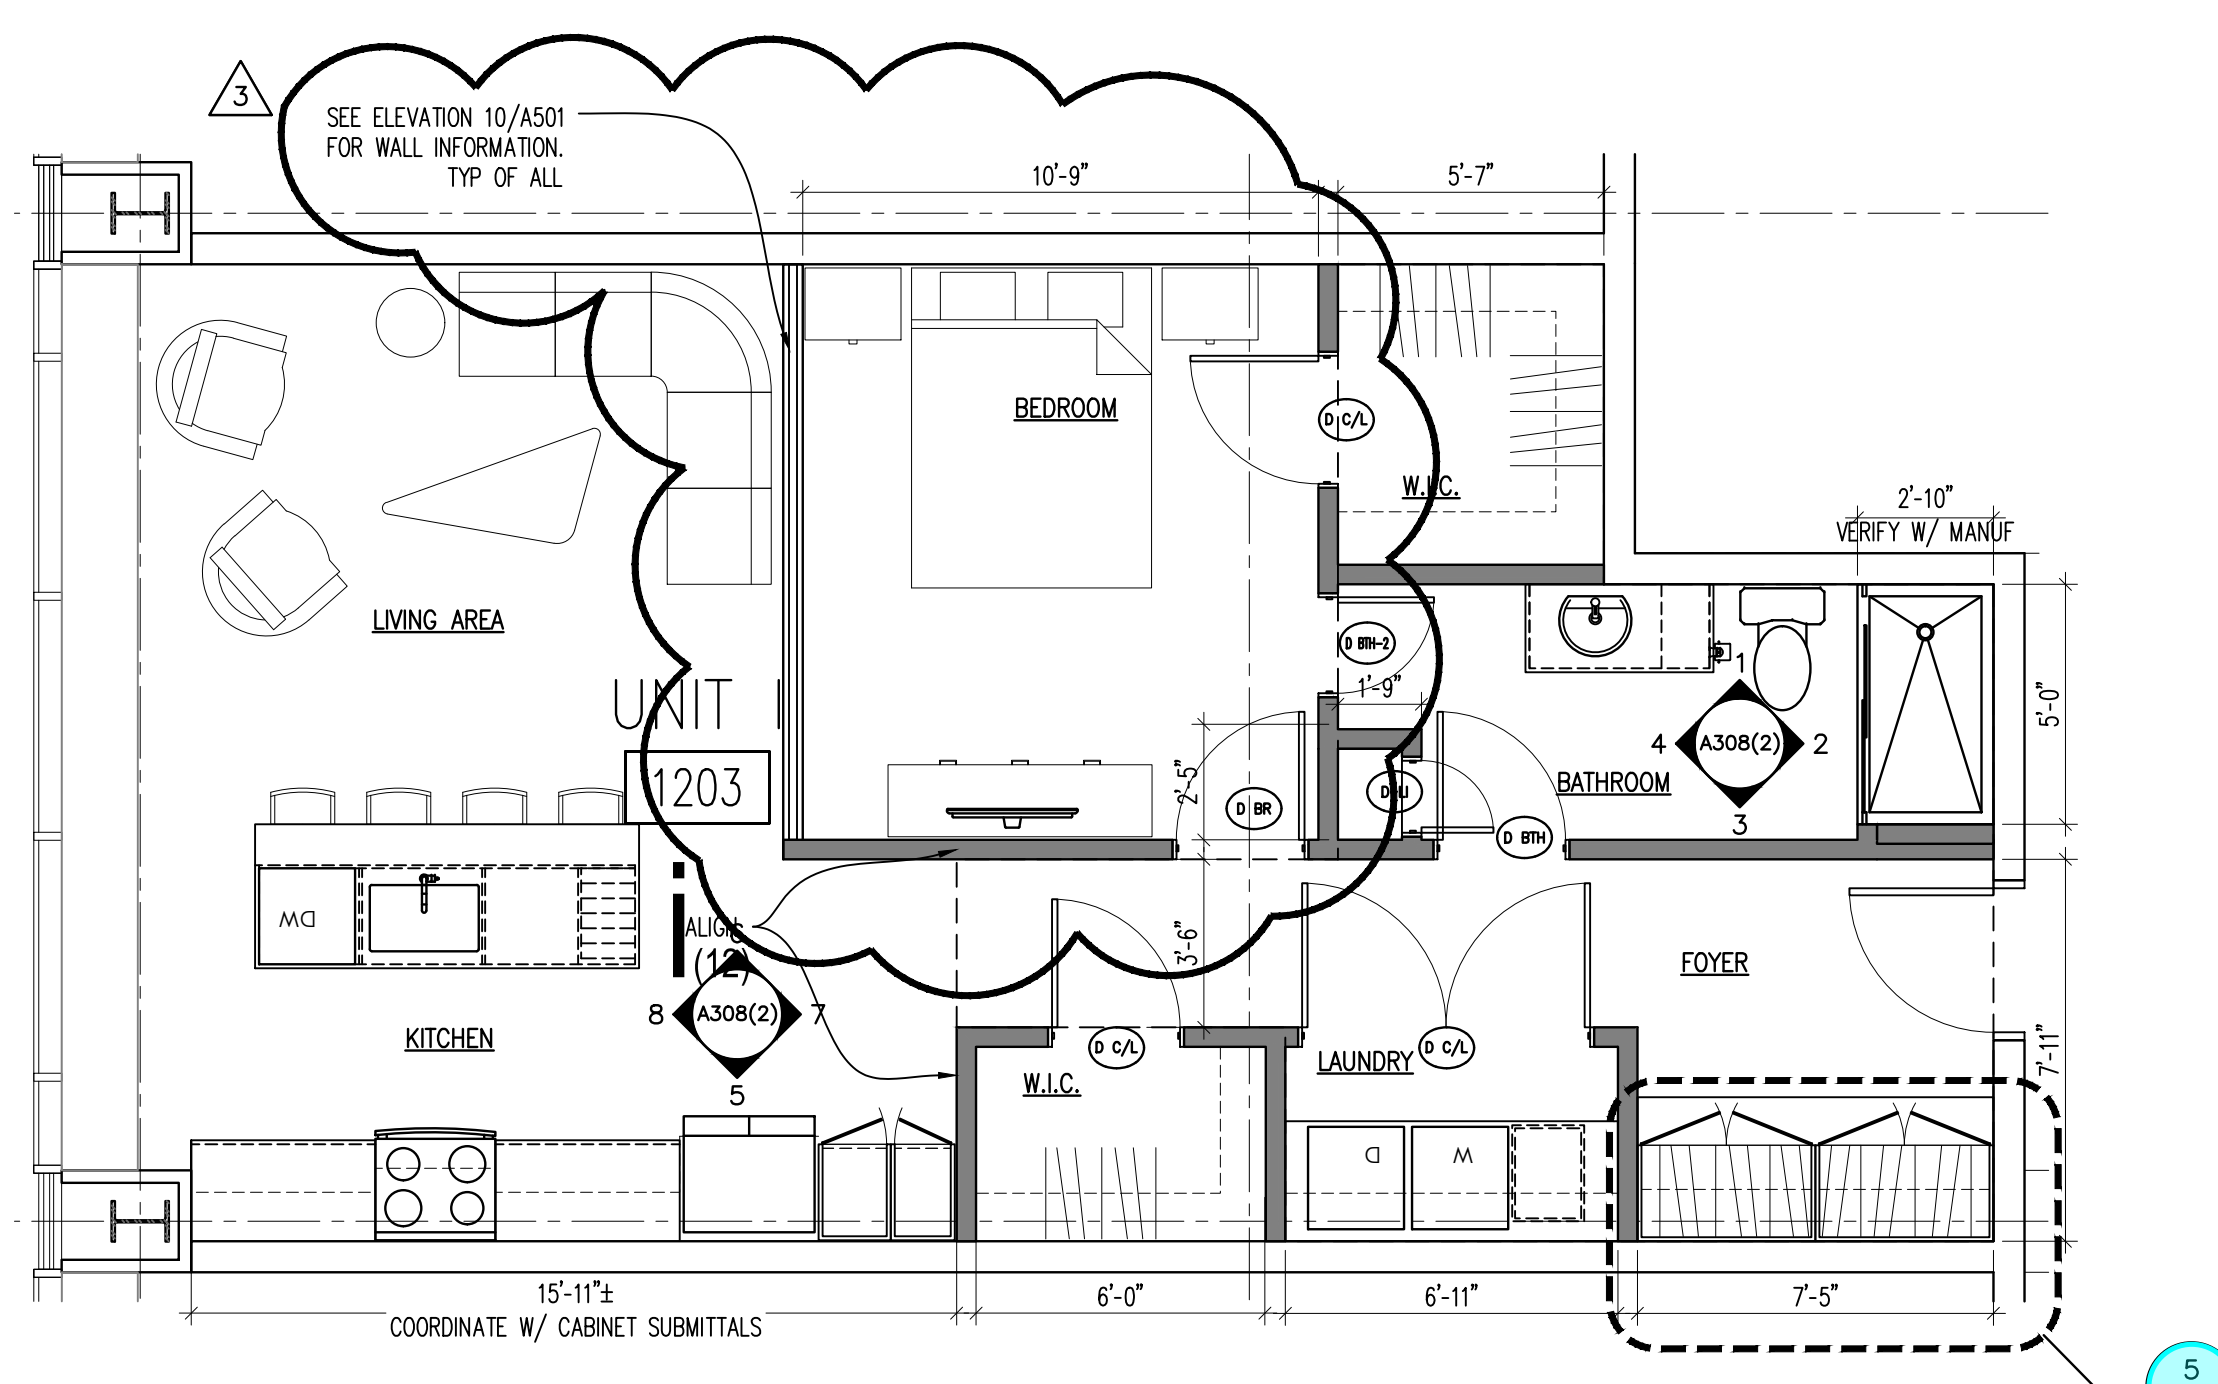 3
SEE ELEVATION 10/A501
FOR WALL INFORMATION.
TYP OF ALL
10'-9"
5'-7"
BEDROOM
D C/L
W.I.C.
2'-10"
VERIFY W/ MANUF
LIVING AREA
D BTH-2
1'-9"
UNIT I
1203
1
4 A308(2) 2
3
5'-0"
2'-5"
D BR
D LI
BATHROOM
D BTH
DW
ALIGN
(12)
8 A308(2) 7
5
3'-6"
FOYER
KITCHEN
D C/L
LAUNDRY
D C/L
W.I.C.
7'-11"
D
W
15'-11"±
COORDINATE W/ CABINET SUBMITTALS
6'-0"
6'-11"
7'-5"
5